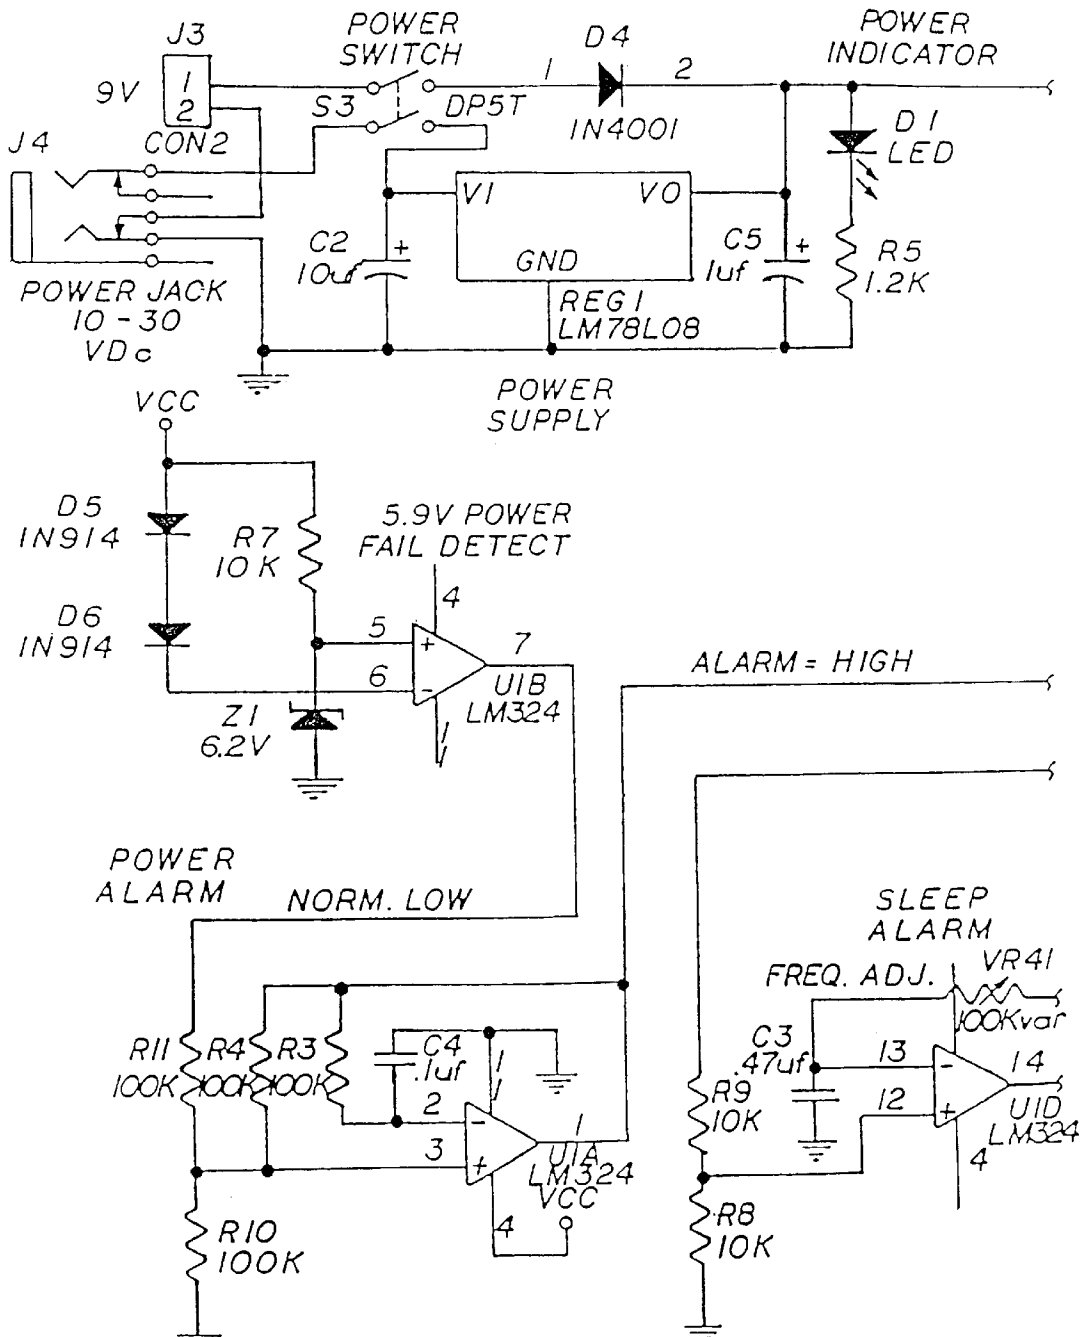 J3
1
2
9V
CON2
J4
POWER
SWITCH
S3
DP5T
1
D4
2
1N4001
POWER
INDICATOR
D1
LED
VI
VO
GND
C2
10uf
C5
1uf
R5
1.2K
REG1
LM78L08
POWER JACK
10-30
VDc
POWER
SUPPLY
VCC
D5
1N914
R7
10K
5.9V POWER
FAIL DETECT
4
D6
1N914
5
6
+
-
7
U1B
LM324
11
Z1
6.2V
ALARM = HIGH
POWER
ALARM
NORM. LOW
SLEEP
ALARM
FREQ. ADJ.
VR41
100Kvar
R11
100K
R4
100K
R3
100K
C4
.1uf
11
2
3
-
+
1
U1A
LM324
VCC
4
C3
.47uf
13
12
-
+
14
U1D
LM324
4
R9
10K
R8
10K
R10
100K